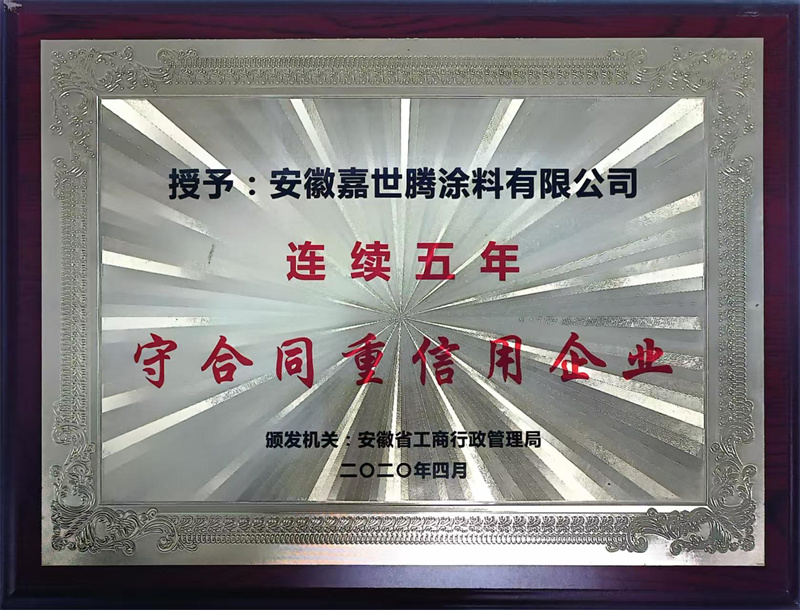 授予：安徽嘉世腾涂料有限公司
连续五年
守合同重信用企业
颁发机关：安徽省工商行政管理局
二〇二〇年四月